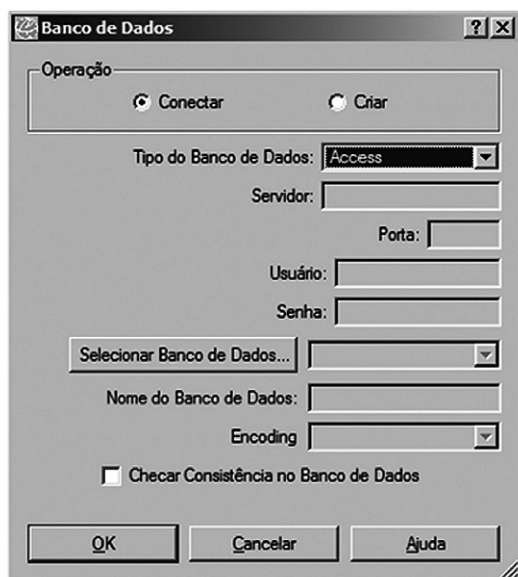 Banco de Dados
Operação
Conectar Criar
Tipo do Banco de Dados: Access
Servidor:
Porta:
Usuário:
Senha:
Selecionar Banco de Dados...
Nome do Banco de Dados:
Encoding
Checar Consistência no Banco de Dados
OK Cancelar Ajuda